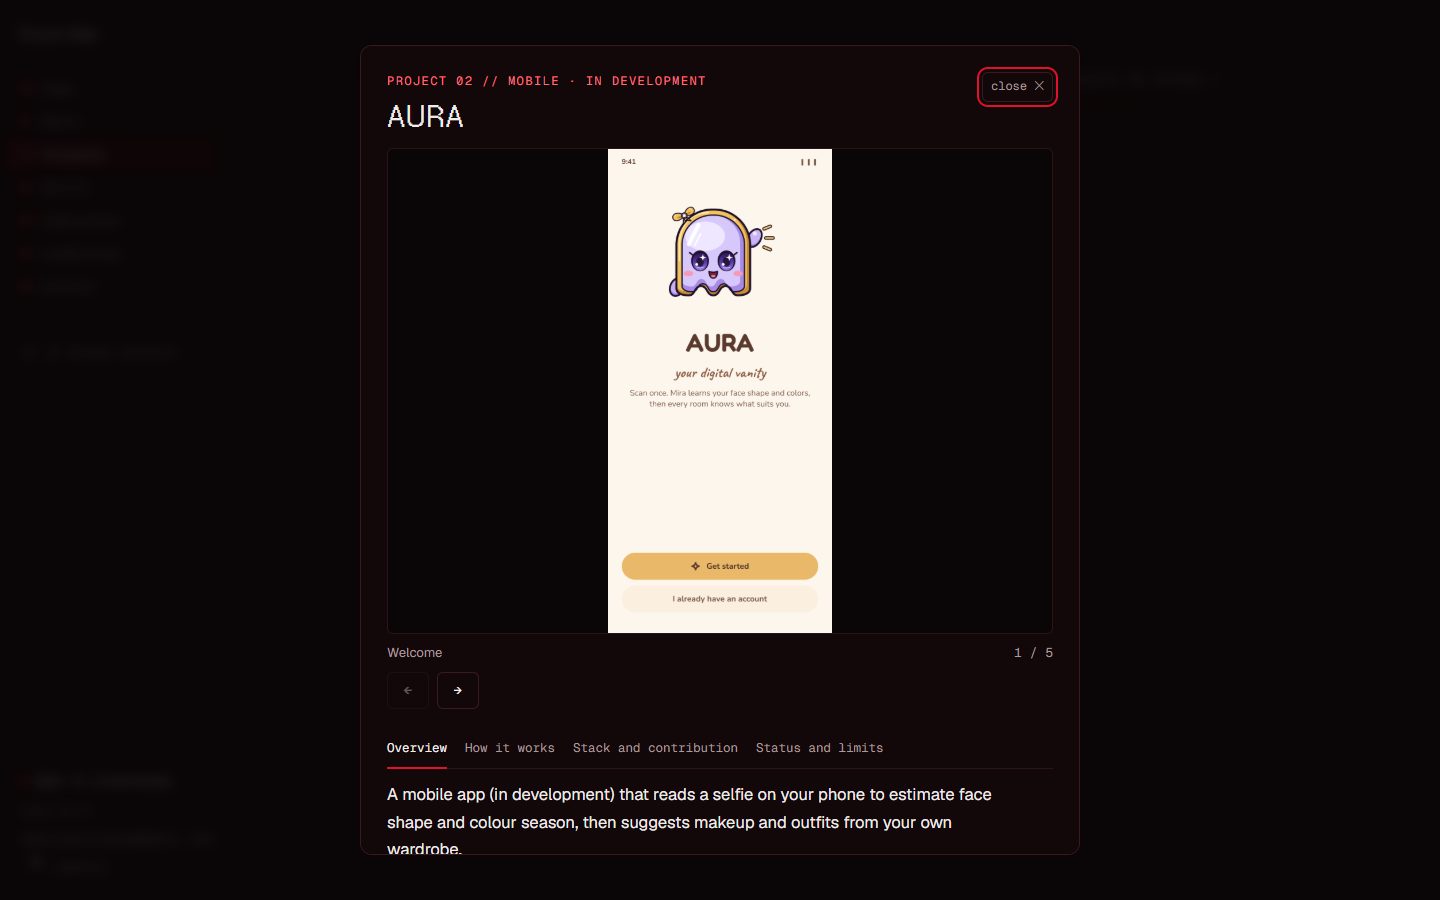 PROJECT 02 // MOBILE · IN DEVELOPMENT
close ×
AURA
9:41
AURA
your digital vanity
Scan once. Mira learns your face shape and colors,
then every room knows what suits you.
Get started
I already have an account
Welcome
1 / 5
← →
Overview How it works Stack and contribution Status and limits
A mobile app (in development) that reads a selfie on your phone to estimate face
shape and colour season, then suggests makeup and outfits from your own
wardrobe.